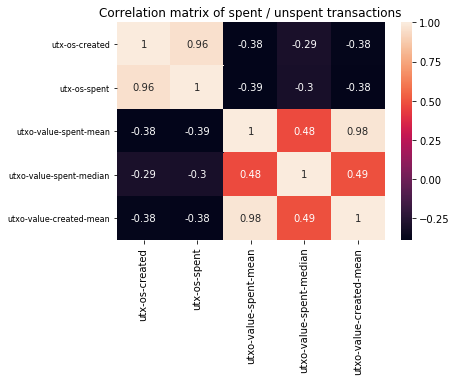 Correlation matrix of spent / unspent transactions
utx-os-created 1 0.96 -0.38 -0.29 -0.38
utx-os-spent 0.96 1 -0.39 -0.3 -0.38
utxo-value-spent-mean -0.38 -0.39 1 0.48 0.98
utxo-value-spent-median -0.29 -0.3 0.48 1 0.49
utxo-value-created-mean -0.38 -0.38 0.98 0.49 1
utx-os-created
utx-os-spent
utxo-value-spent-mean
utxo-value-spent-median
utxo-value-created-mean
1.00
0.75
0.50
0.25
0.00
−0.25